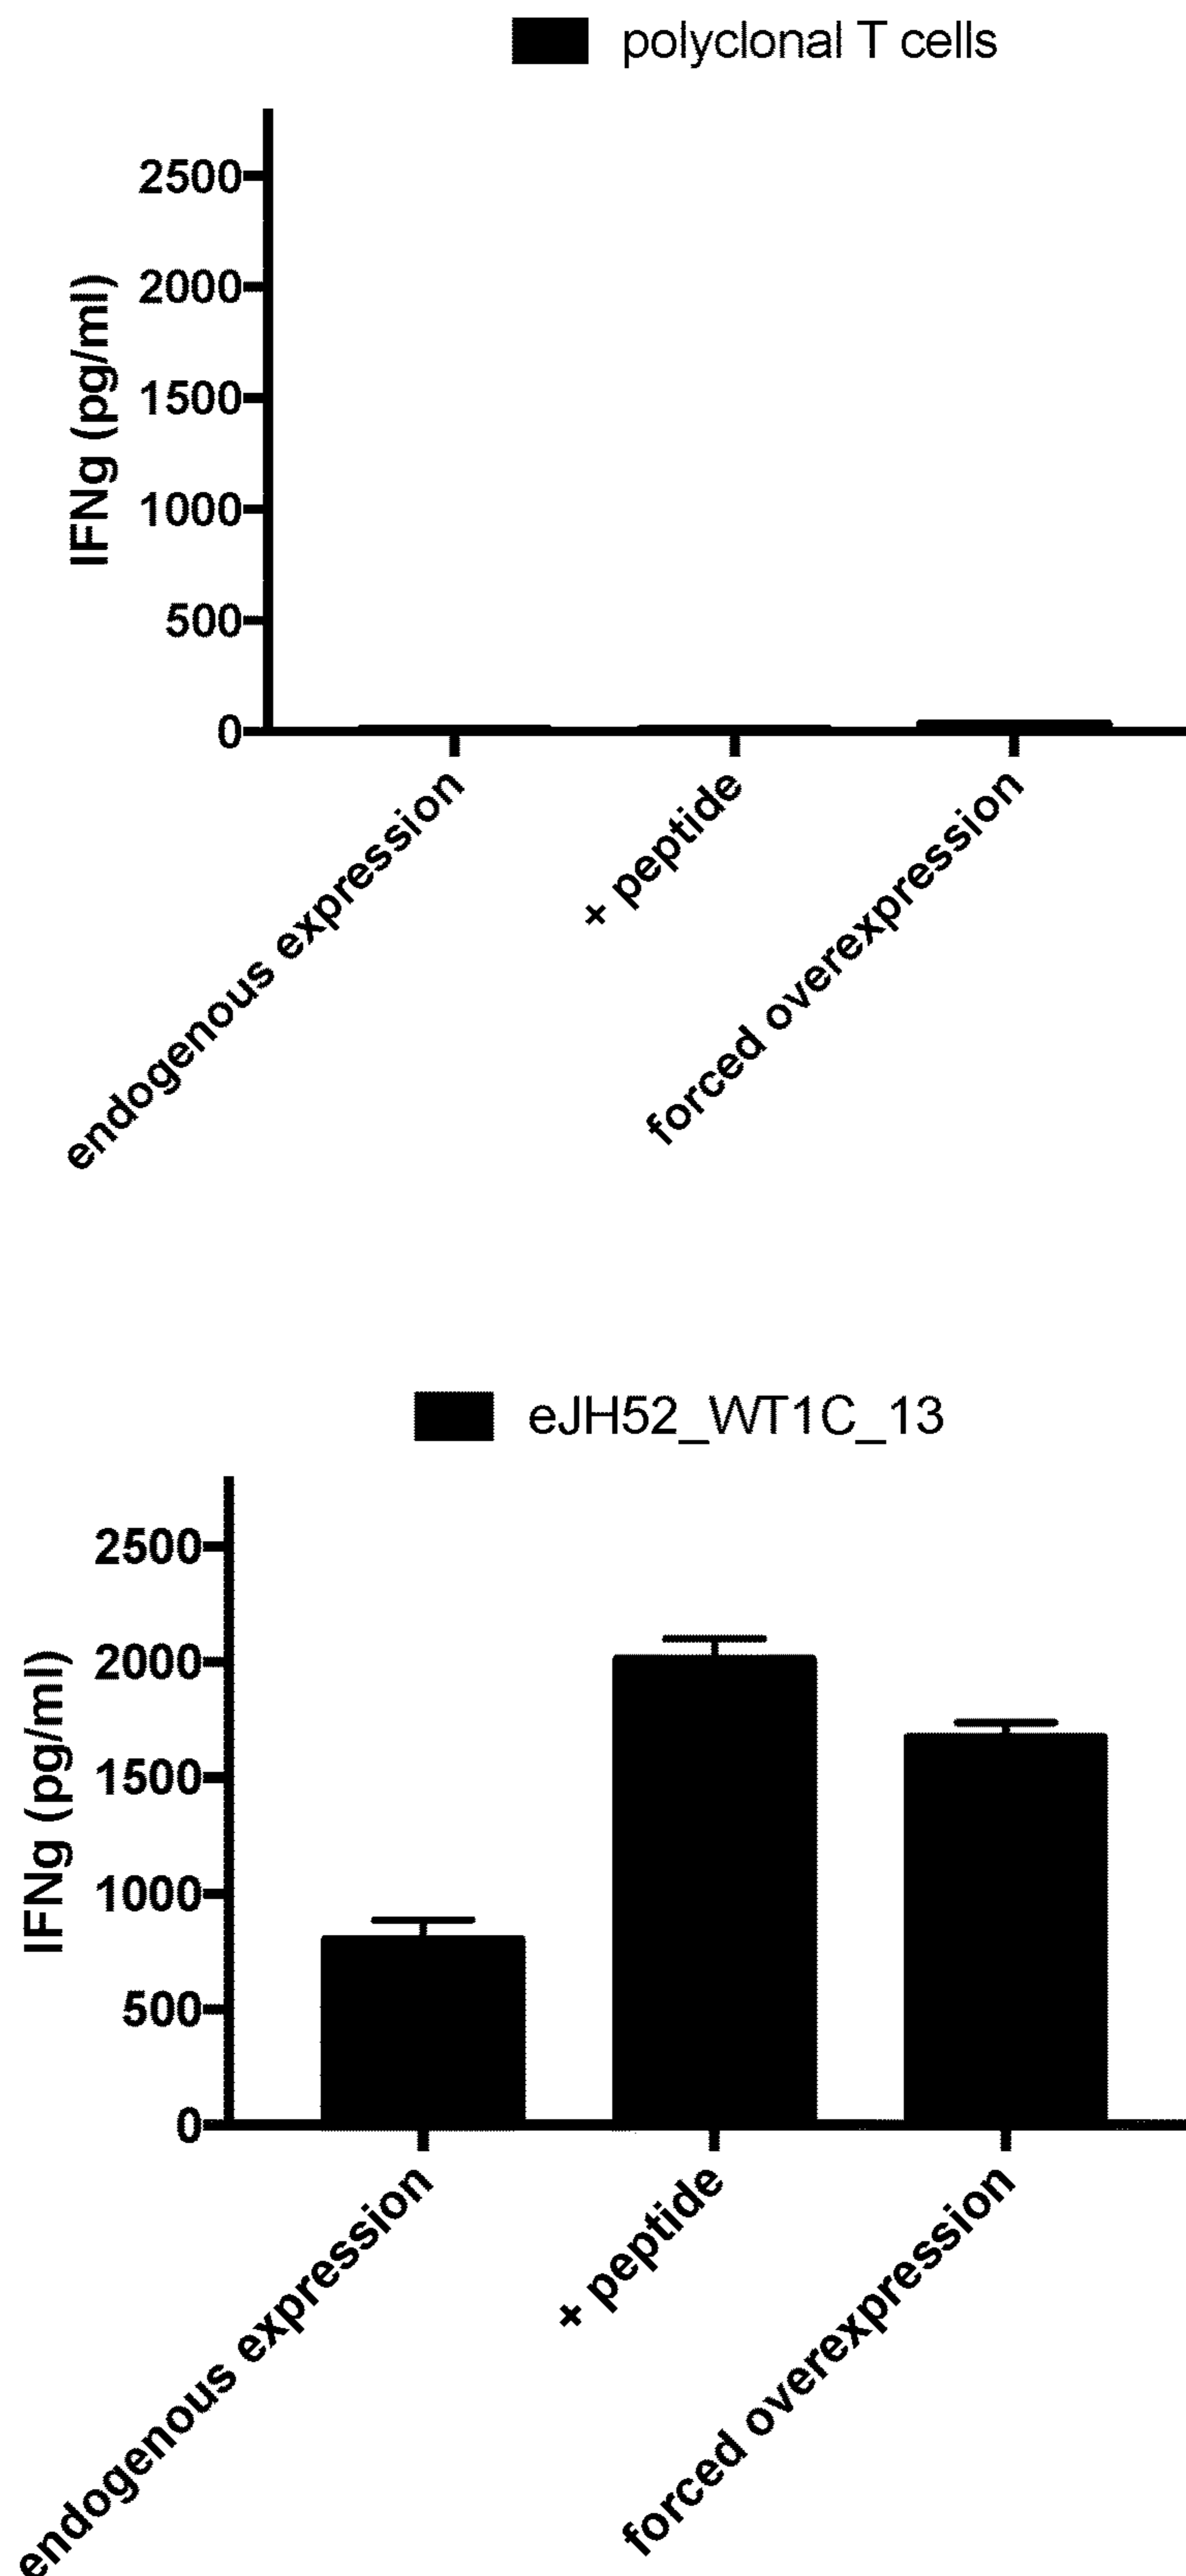 polyclonal T cells
IFNg (pg/ml)
2500
2000
1500
1000
500
0
endogenous expression
+ peptide
forced overexpression
eJH52_WT1C_13
IFNg (pg/ml)
2500
2000
1500
1000
500
0
endogenous expression
+ peptide
forced overexpression